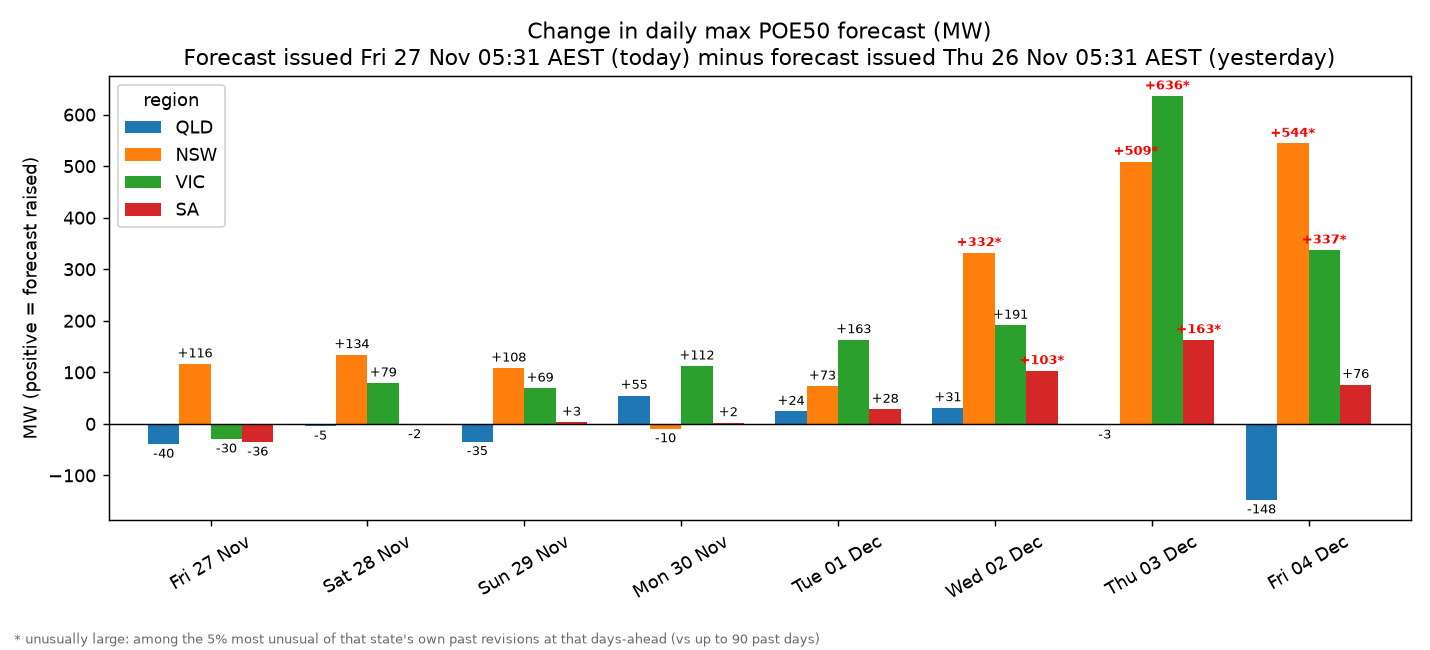 Change in daily max POE50 forecast (MW)
Forecast issued Fri 27 Nov 05:31 AEST (today) minus forecast issued Thu 26 Nov 05:31 AEST (yesterday)
MW (positive = forecast raised)
600
500
400
300
200
100
0
−100
region
QLD
NSW
VIC
SA
-40
+116
-30
-36
-5
+134
+79
-2
-35
+108
+69
+3
+55
-10
+112
+2
+24
+73
+163
+28
+31
+332*
+191
+103*
-3
+509*
+636*
+163*
-148
+544*
+337*
+76
Fri 27 Nov
Sat 28 Nov
Sun 29 Nov
Mon 30 Nov
Tue 01 Dec
Wed 02 Dec
Thu 03 Dec
Fri 04 Dec
* unusually large: among the 5% most unusual of that state's own past revisions at that days-ahead (vs up to 90 past days)